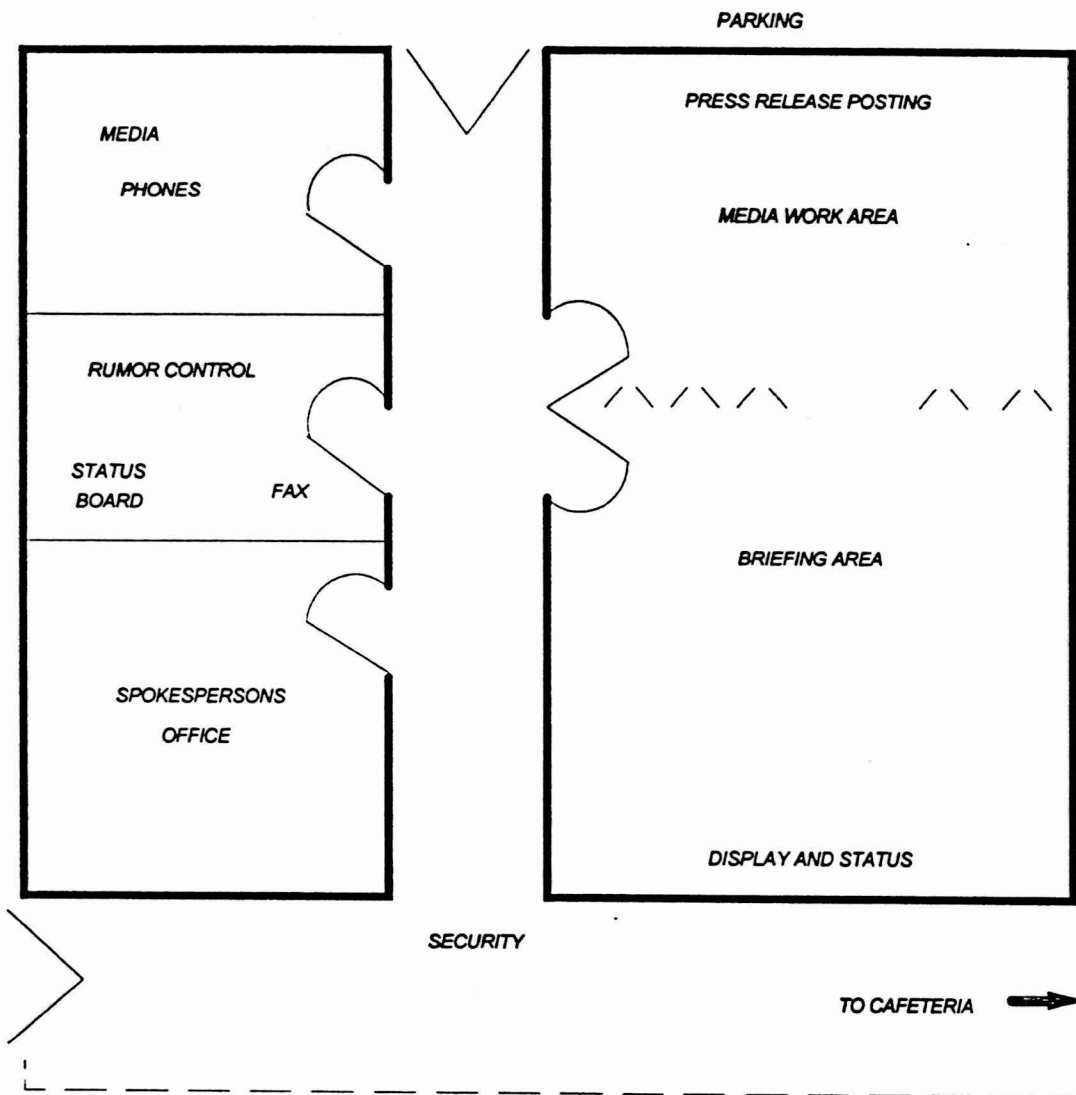 PARKING
PRESS RELEASE POSTING
MEDIA
PHONES
MEDIA WORK AREA
RUMOR CONTROL
STATUS
BOARD
FAX
BRIEFING AREA
SPOKESPERSONS
OFFICE
DISPLAY AND STATUS
SECURITY
TO CAFETERIA